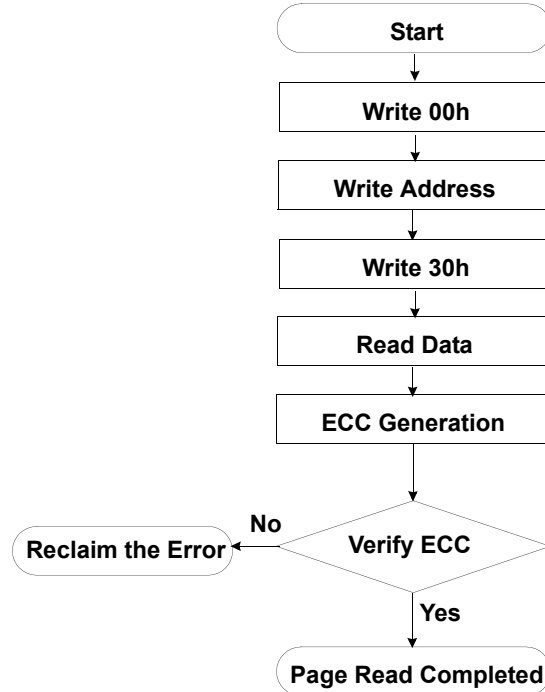 Start
Write 00h
Write Address
Write 30h
Read Data
ECC Generation
No
Reclaim the Error
Verify ECC
Yes
Page Read Completed